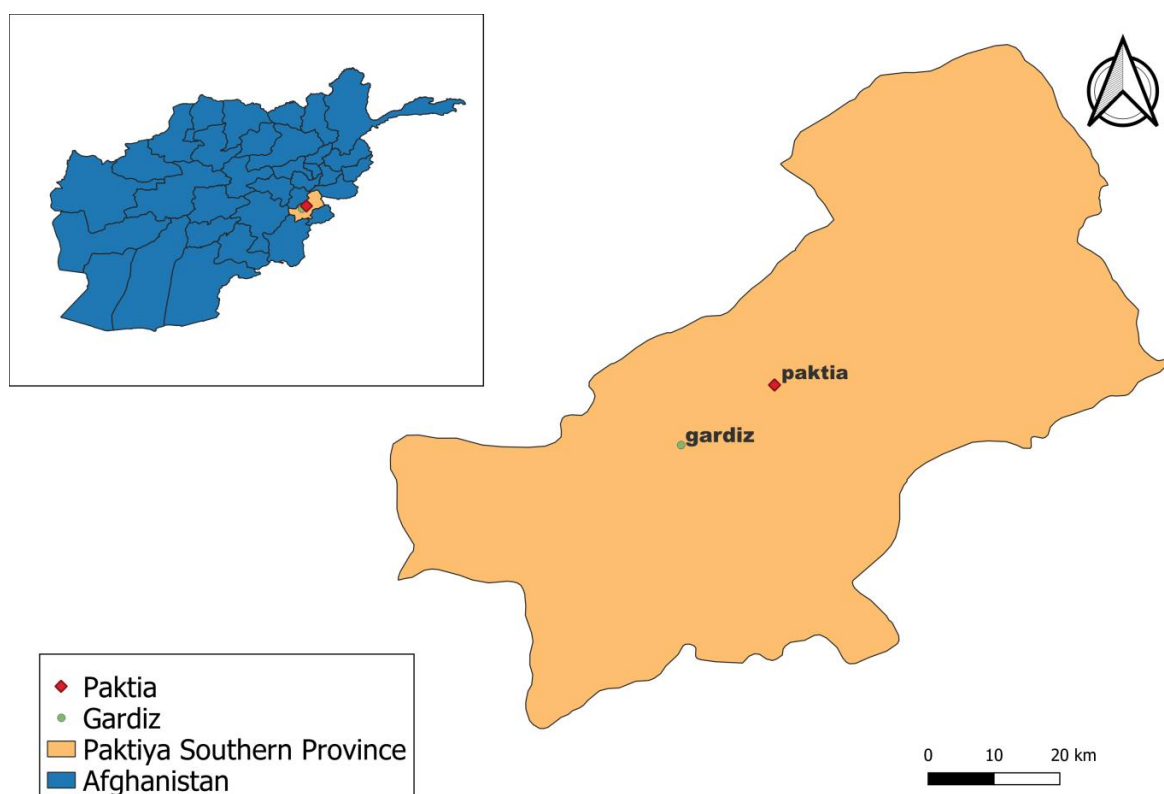 paktia
gardiz
Paktia
Gardiz
Paktiya Southern Province
Afghanistan
0 10 20 km